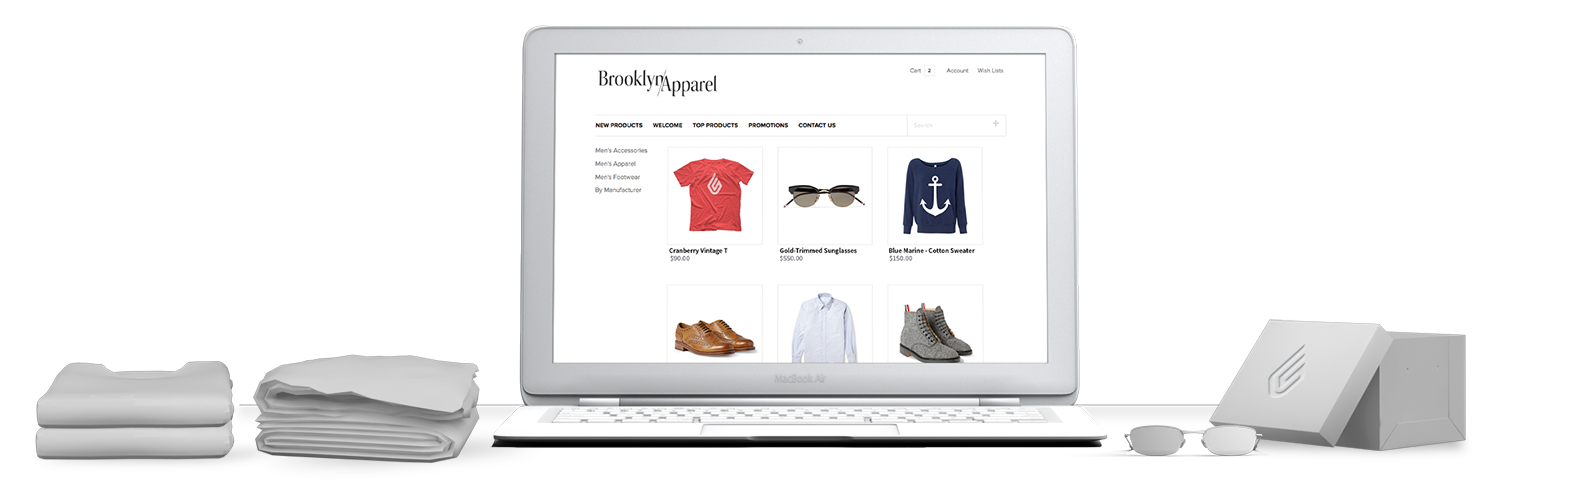 Brooklyn/Apparel
Cart 2 Account Wish Lists
NEW PRODUCTS WELCOME TOP PRODUCTS PROMOTIONS CONTACT US
Search
Men's Accessories
Men's Apparel
Men's Footwear
By Manufacturer
Cranberry Vintage T
$90.00
Gold-Trimmed Sunglasses
$550.00
Blue Marine - Cotton Sweater
$150.00
MacBook Air